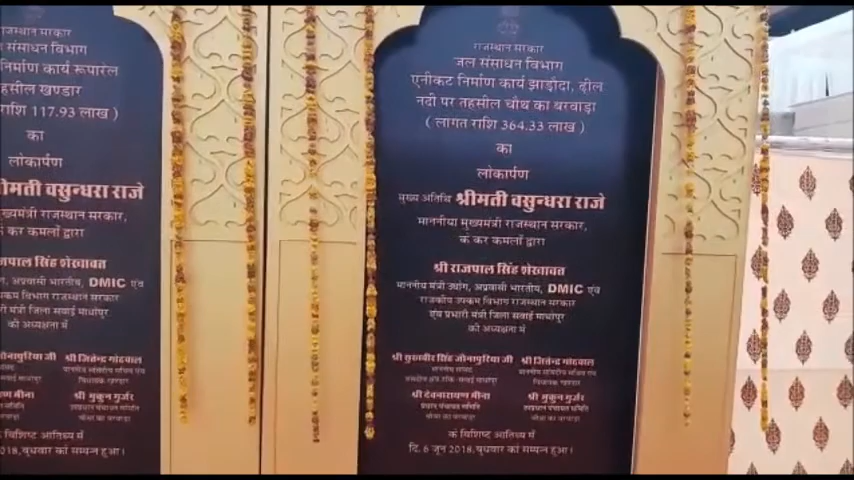 राजस्थान सरकार
जल संसाधन विभाग
एनीकट निर्माण कार्य झाडौदा, ढील
नदी पर तहसील चौथ का बरवाड़ा
(लागत राशि 364.33 लाख)
का
लोकार्पण
मुख्य अतिथि श्रीमती वसुन्धरा राजे
माननीया मुख्यमंत्री राजस्थान सरकार,
के कर कमलों द्वारा
श्री राजपाल सिंह शेखावत
माननीय मंत्री उद्योग, अप्रवासी भारतीय, DMIC एवं
राजकीय उपक्रम विभाग राजस्थान सरकार
एवं प्रभारी मंत्री जिला सवाई माधोपुर
की अध्यक्षता में
श्री सुखबीर सिंह जौनापुरिया जी
श्री जितेन्द्र गोठवाल
श्री देवनारायण मीना
श्री मुकुन गुर्जर
के विशिष्ट आतिथ्य में
दि. 6 जून 2018, बुधवार को सम्पन्न हुआ।
राजस्थान सरकार
संसाधन विभाग
निर्माण कार्य रूपारेल
तहसील खण्डार
राशि 117.93 लाख)
का
लोकार्पण
श्रीमती वसुन्धरा राजे
मुख्यमंत्री राजस्थान सरकार,
के कर कमलों द्वारा
राजपाल सिंह शेखावत
अप्रवासी भारतीय, DMIC एवं
उपक्रम विभाग राजस्थान सरकार
मंत्री जिला सवाई माधोपुर
की अध्यक्षता में
जौनापुरिया जी
श्री जितेन्द्र गोठवाल
मीना
श्री मुकुन गुर्जर
के विशिष्ट आतिथ्य में
2018, बुधवार को सम्पन्न हुआ।